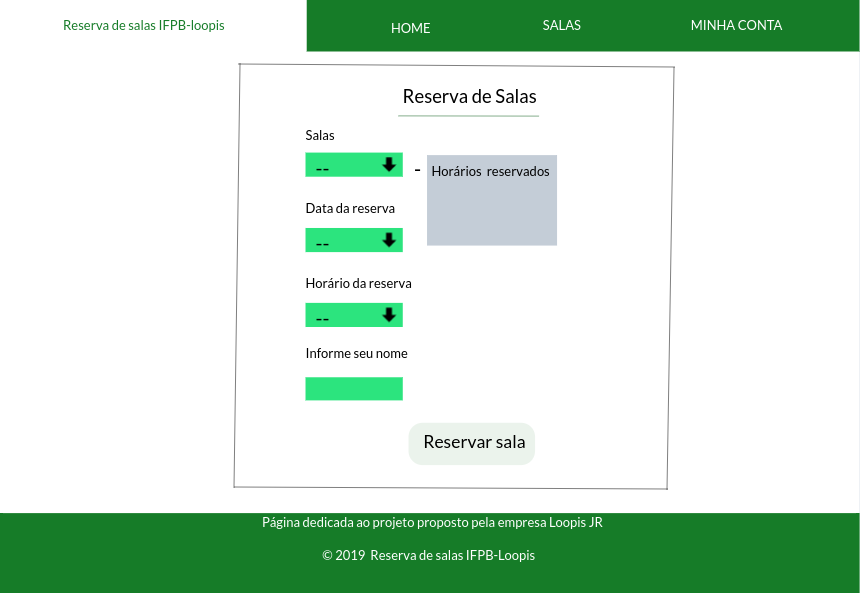 Reserva de salas IFPB-loopis
HOME
SALAS
MINHA CONTA
Reserva de Salas
Salas
--
-
Horários reservados
Data da reserva
--
Horário da reserva
--
Informe seu nome
Reservar sala
Página dedicada ao projeto proposto pela empresa Loopis JR
© 2019 Reserva de salas IFPB-Loopis